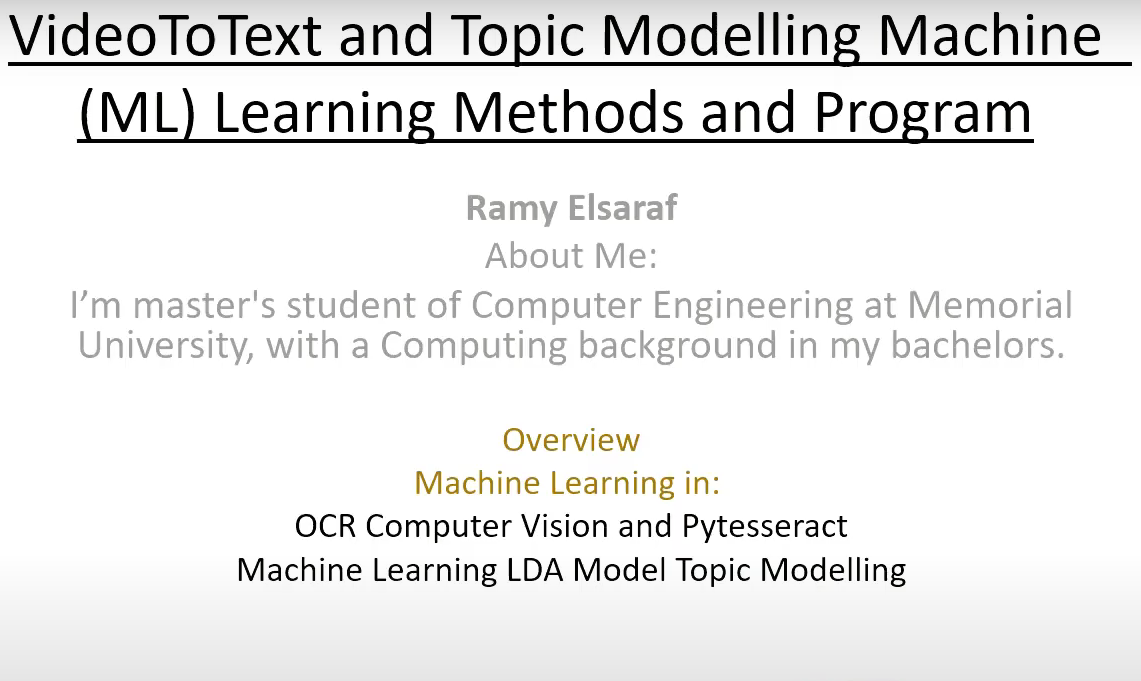 VideoToText and Topic Modelling Machine
(ML) Learning Methods and Program
Ramy Elsaraf
About Me:
I’m master's student of Computer Engineering at Memorial
University, with a Computing background in my bachelors.
Overview
Machine Learning in:
OCR Computer Vision and Pytesseract
Machine Learning LDA Model Topic Modelling